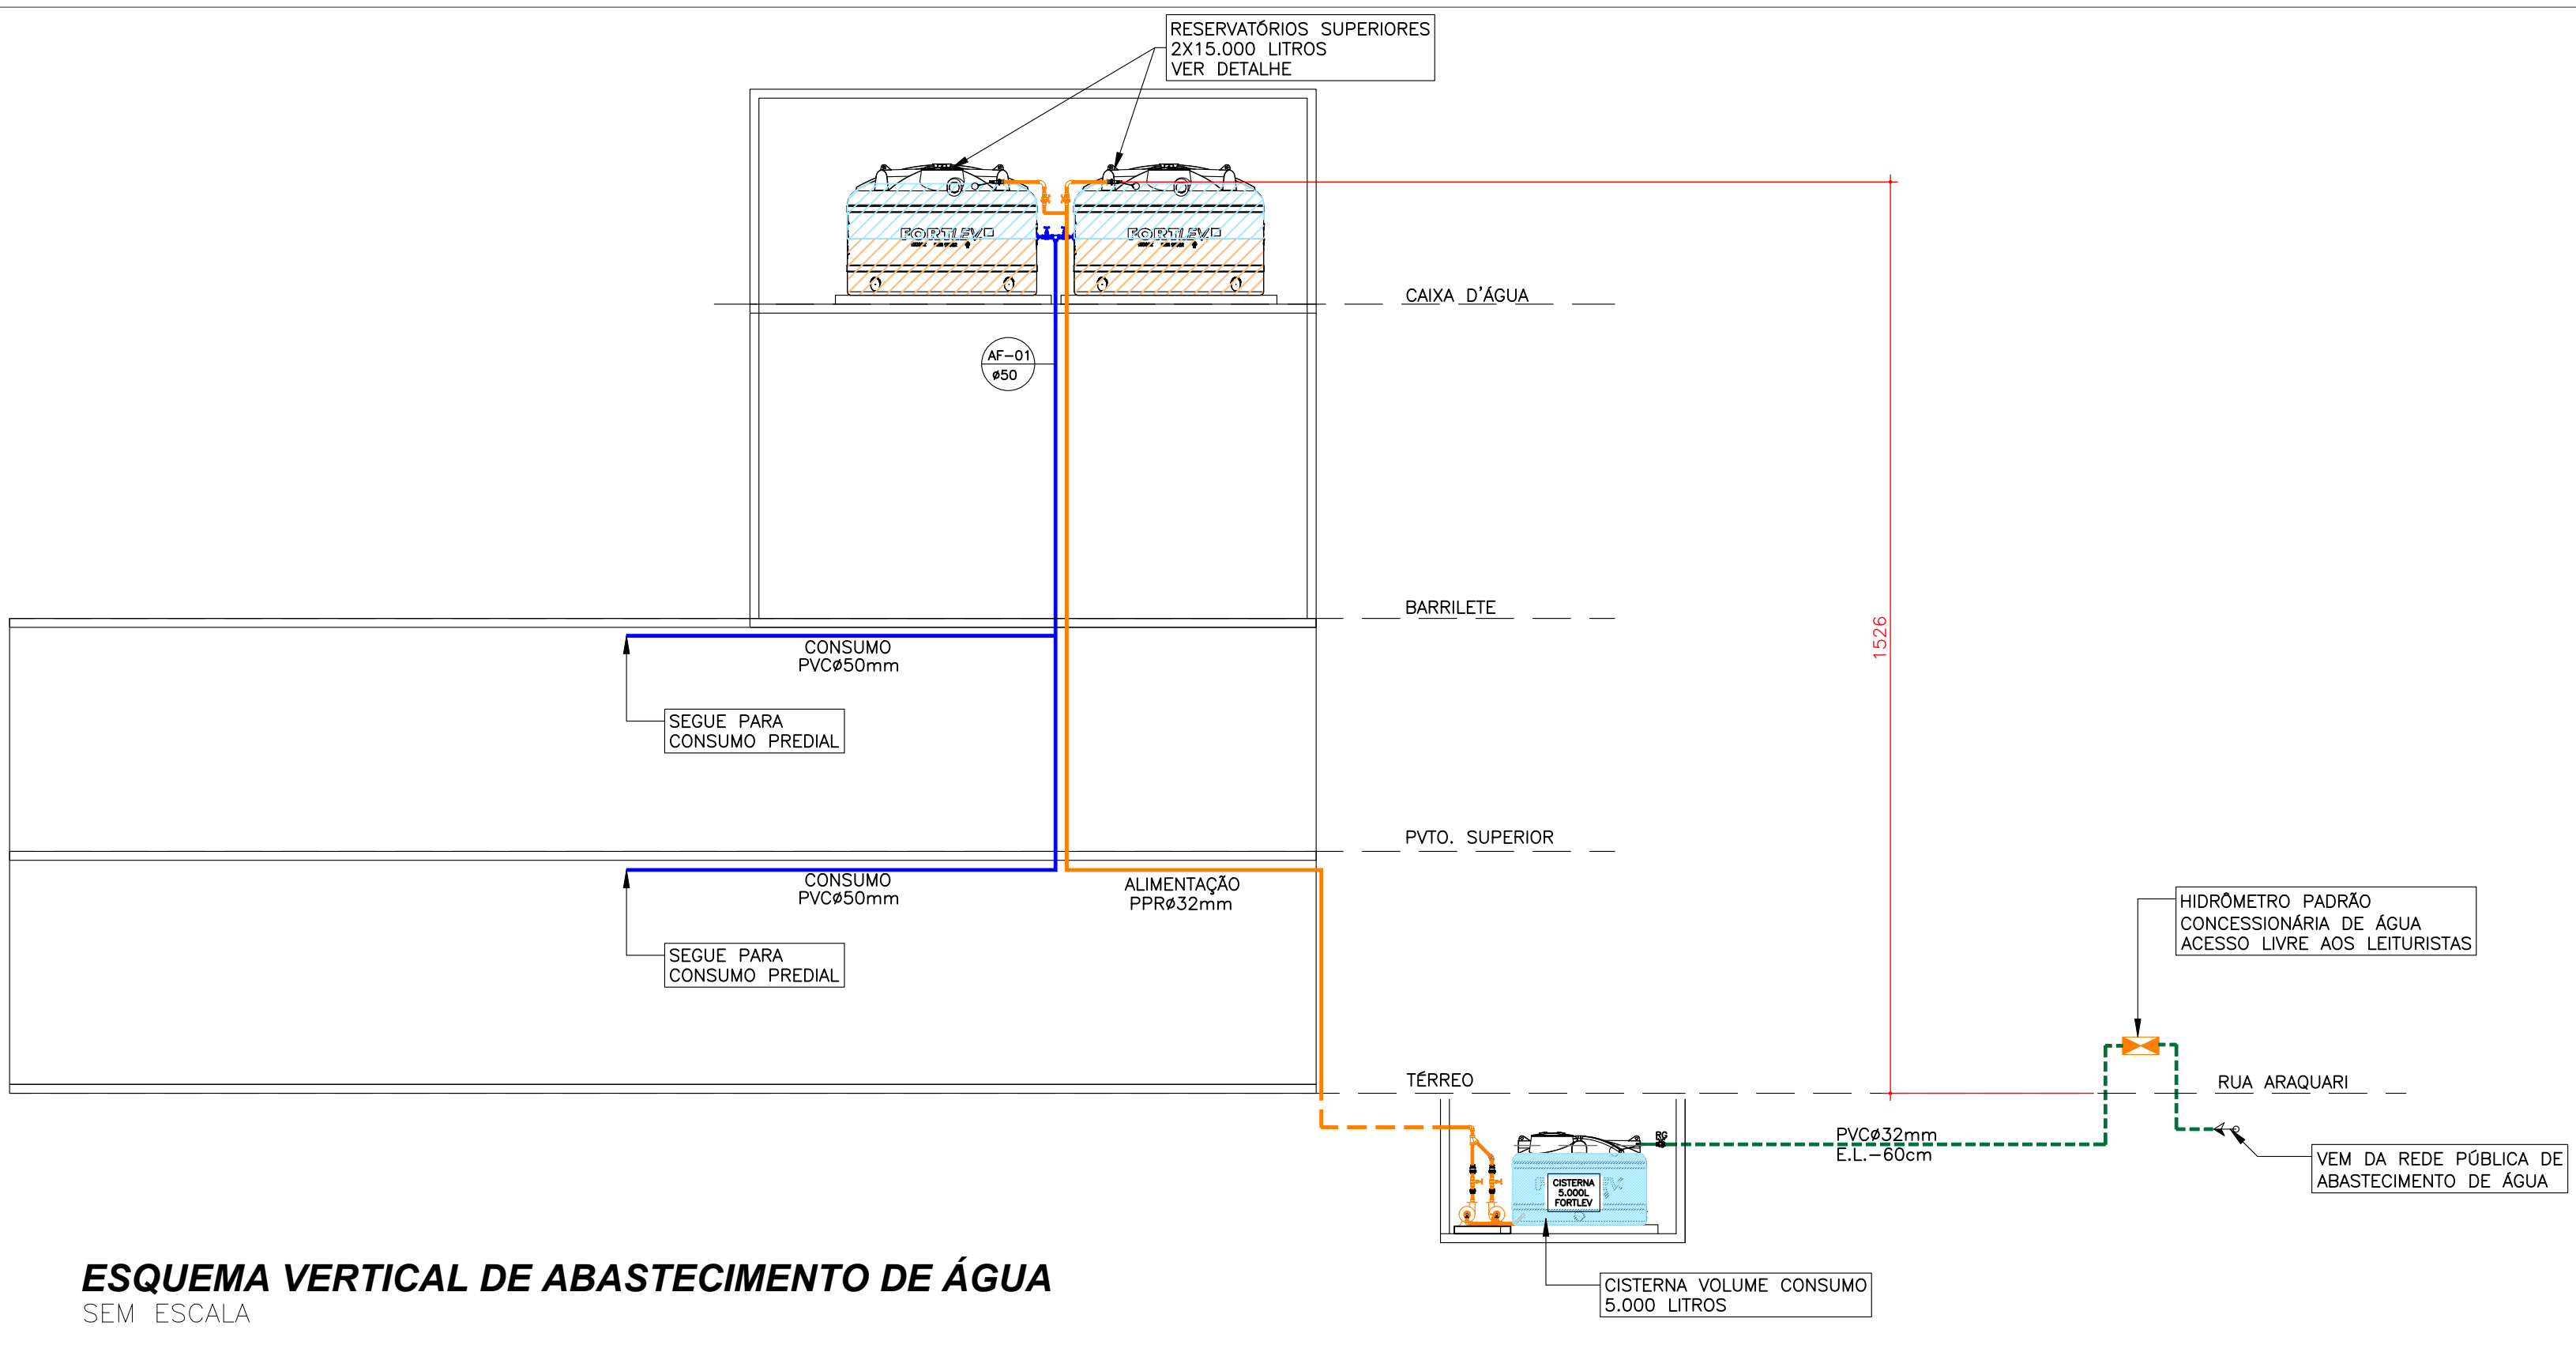 RESERVATÓRIOS SUPERIORES
2X15.000 LITROS
VER DETALHE
FORTLEV
FORTLEV
CAIXA D'ÁGUA
AF-01
ø50
BARRILETE
CONSUMO
PVCø50mm
1526
SEGUE PARA
CONSUMO PREDIAL
PVTO. SUPERIOR
CONSUMO
PVCø50mm
ALIMENTAÇÃO
PPRø32mm
HIDRÔMETRO PADRÃO
CONCESSIONÁRIA DE ÁGUA
ACESSO LIVRE AOS LEITURISTAS
SEGUE PARA
CONSUMO PREDIAL
TÉRREO
RUA ARAQUARI
RG
PVCø32mm
E.L.-60cm
VEM DA REDE PÚBLICA DE
ABASTECIMENTO DE ÁGUA
CISTERNA
5.000L
FORTLEV
CISTERNA VOLUME CONSUMO
5.000 LITROS
ESQUEMA VERTICAL DE ABASTECIMENTO DE ÁGUA
SEM ESCALA